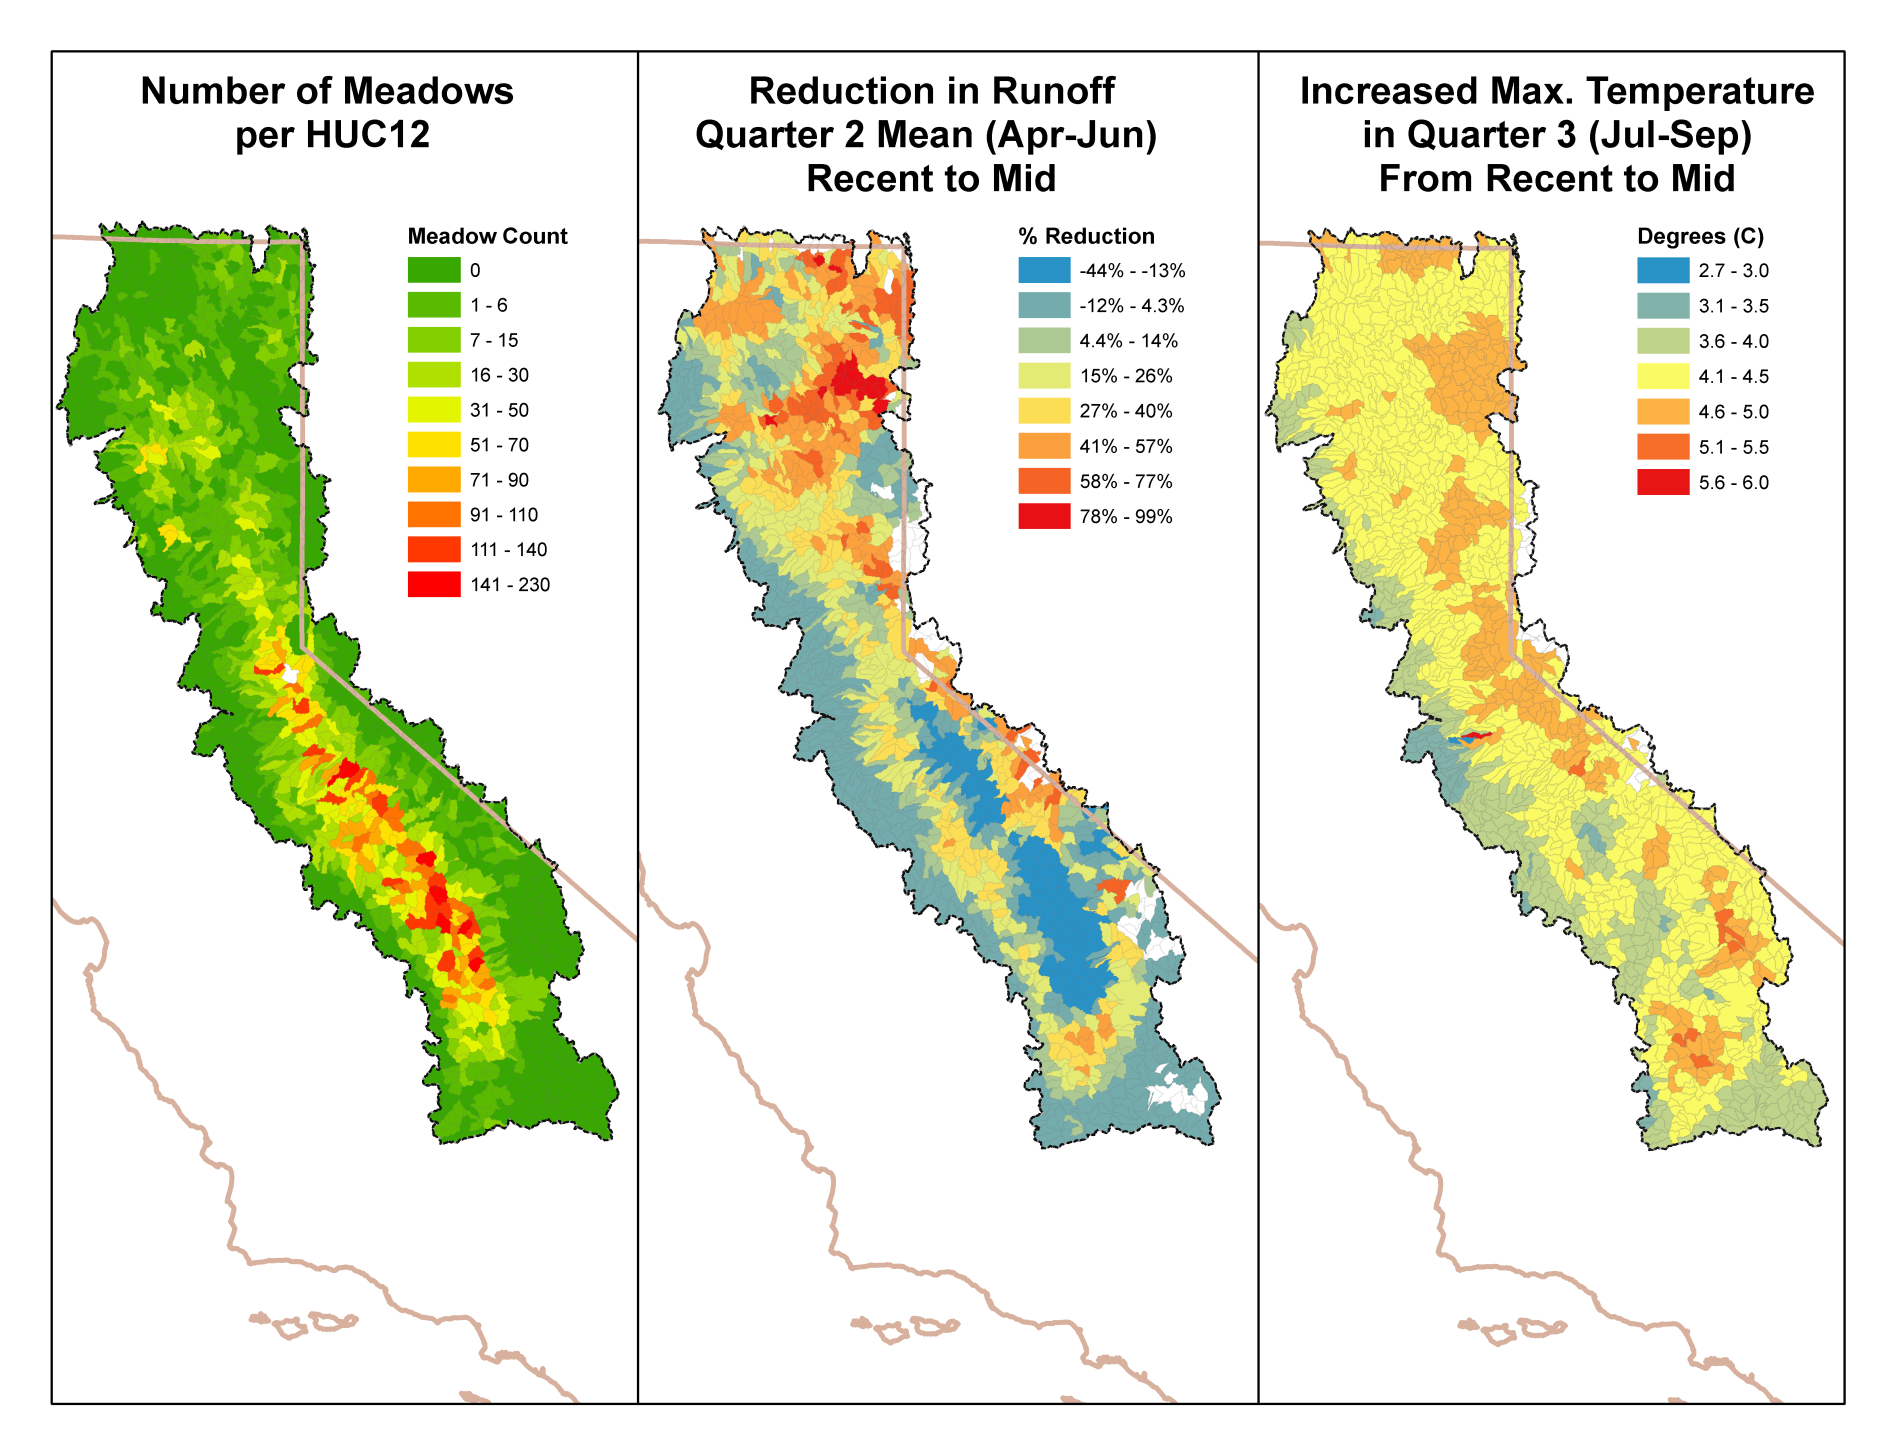 Number of Meadows
per HUC12
Meadow Count
0
1 - 6
7 - 15
16 - 30
31 - 50
51 - 70
71 - 90
91 - 110
111 - 140
141 - 230
Reduction in Runoff
Quarter 2 Mean (Apr-Jun)
Recent to Mid
% Reduction
-44% - -13%
-12% - 4.3%
4.4% - 14%
15% - 26%
27% - 40%
41% - 57%
58% - 77%
78% - 99%
Increased Max. Temperature
in Quarter 3 (Jul-Sep)
From Recent to Mid
Degrees (C)
2.7 - 3.0
3.1 - 3.5
3.6 - 4.0
4.1 - 4.5
4.6 - 5.0
5.1 - 5.5
5.6 - 6.0